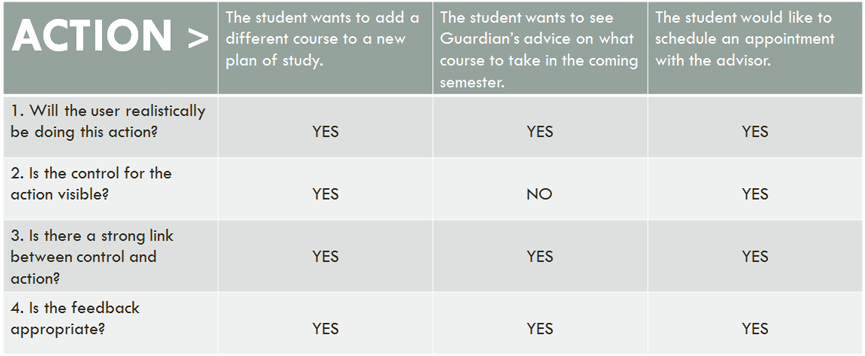 ACTION >
The student wants to add a
different course to a new
plan of study.
The student wants to see
Guardian's advice on what
course to take in the coming
semester.
The student would like to
schedule an appointment
with the advisor.
1. Will the user realistically
be doing this action?
YES
YES
YES
2. Is the control for the
action visible?
YES
NO
YES
3. Is there a strong link
between control and
action?
YES
YES
YES
4. Is the feedback
appropriate?
YES
YES
YES